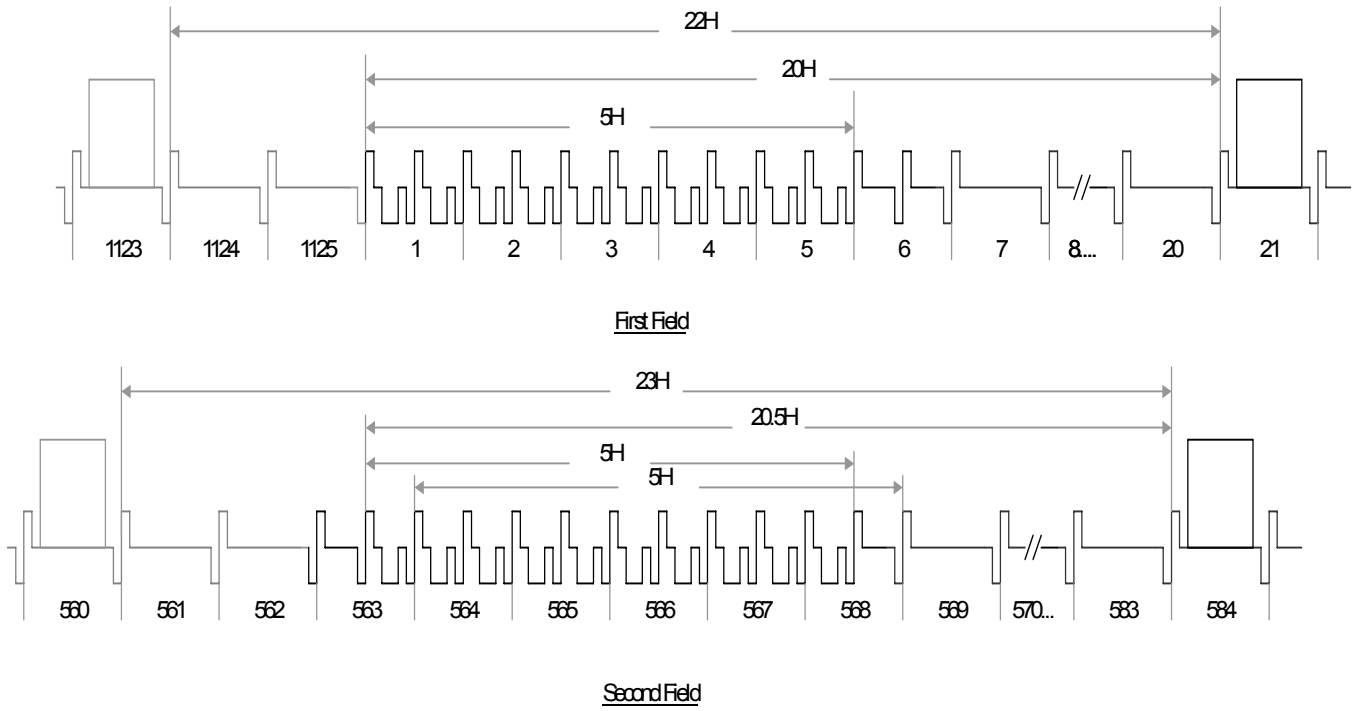 22H
20H
5H
1123 1124 1125 1 2 3 4 5 6 7 8.... 20 21
First Field
23H
20.5H
5H
5H
560 561 562 563 564 565 566 567 568 569 570... 583 584
Second Field